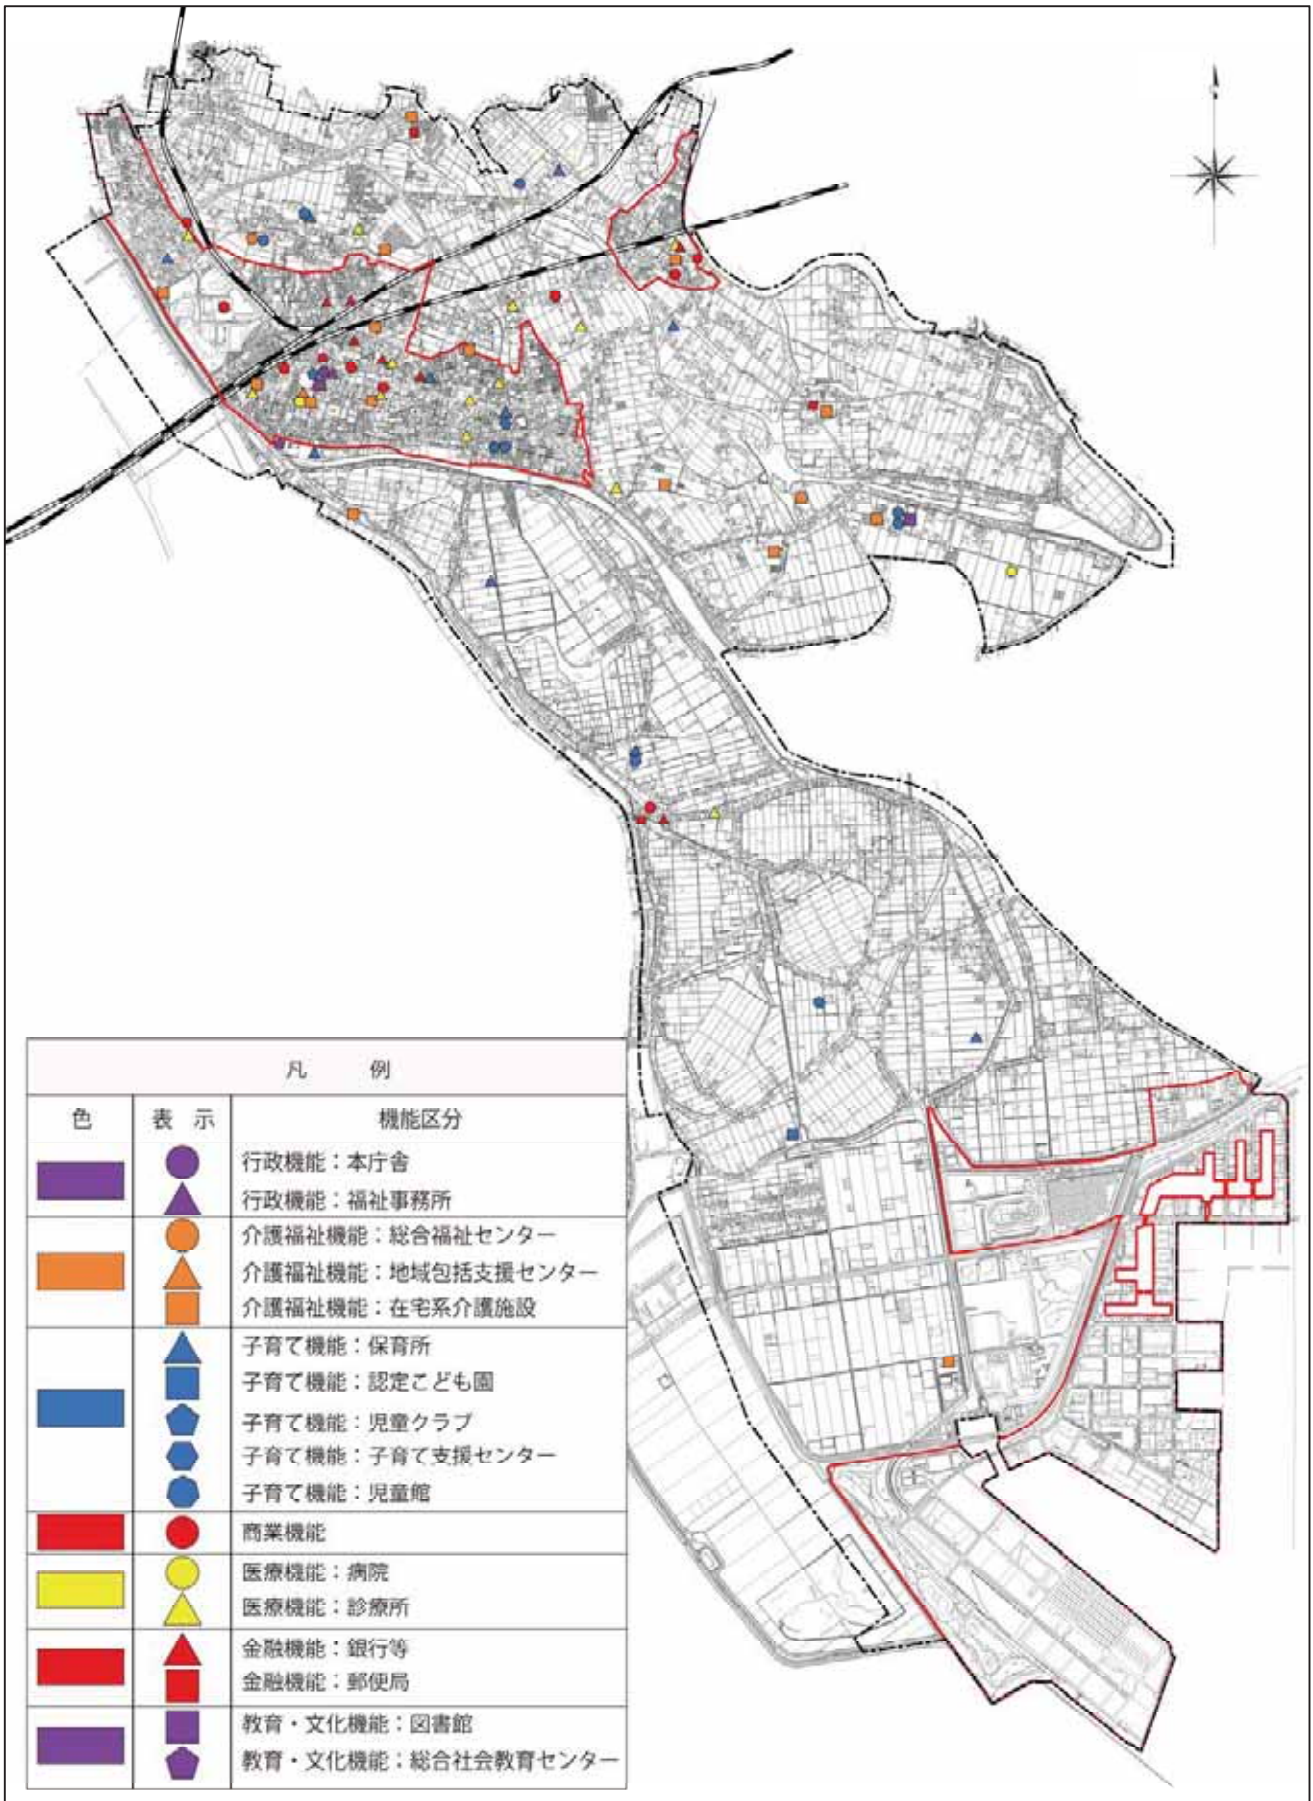 凡 例
色 表 示 機能区分
行政機能：本庁舎
行政機能：福祉事務所
介護福祉機能：総合福祉センター
介護福祉機能：地域包括支援センター
介護福祉機能：在宅系介護施設
子育て機能：保育所
子育て機能：認定こども園
子育て機能：児童クラブ
子育て機能：子育て支援センター
子育て機能：児童館
商業機能
医療機能：病院
医療機能：診療所
金融機能：銀行等
金融機能：郵便局
教育・文化機能：図書館
教育・文化機能：総合社会教育センター